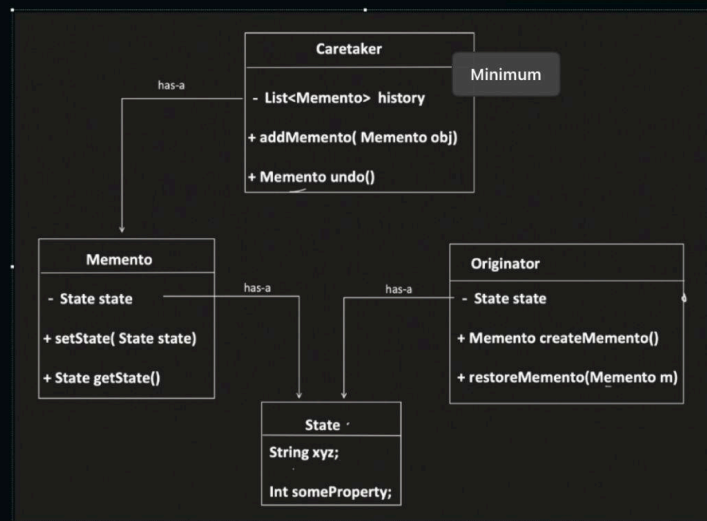 Caretaker
Minimum
has-a
- List<Memento> history
+ addMemento( Memento obj)
+ Memento undo()
Memento
- State state
+ setState( State state)
+ State getState()
has-a
has-a
Originator
- State state
+ Memento createMemento()
+ restoreMemento(Memento m)
State
String xyz;
Int someProperty;